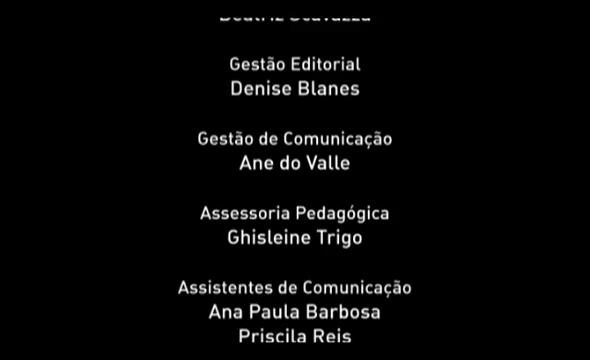 Gestão Editorial
Denise Blanes
Gestão de Comunicação
Ane do Valle
Assessoria Pedagógica
Ghisleine Trigo
Assistentes de Comunicação
Ana Paula Barbosa
Priscila Reis